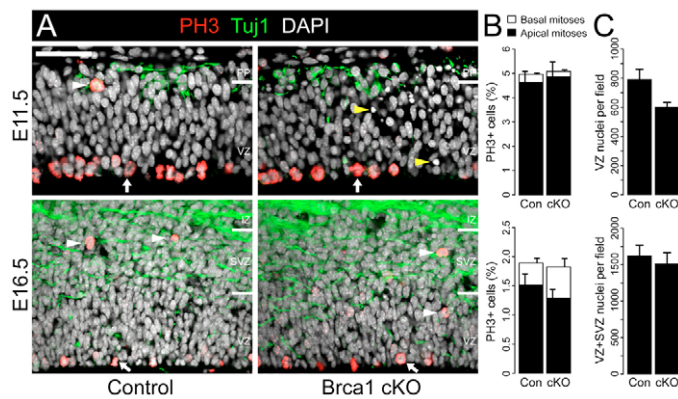 A
PH3 Tuj1 DAPI
E11.5
PP
VZ
PP
VZ
E16.5
IZ
SVZ
VZ
IZ
SVZ
VZ
Control
Brca1 cKO
B
Basal mitoses
Apical mitoses
PH3+ cells (%)
6
5
4
3
2
1
0
Con cKO
PH3+ cells (%)
2.5
2.0
1.5
1.0
0.5
0
Con cKO
C
VZ nuclei per field
1000
800
600
400
200
0
Con cKO
VZ+SVZ nuclei per field
2000
1500
1000
500
0
Con cKO